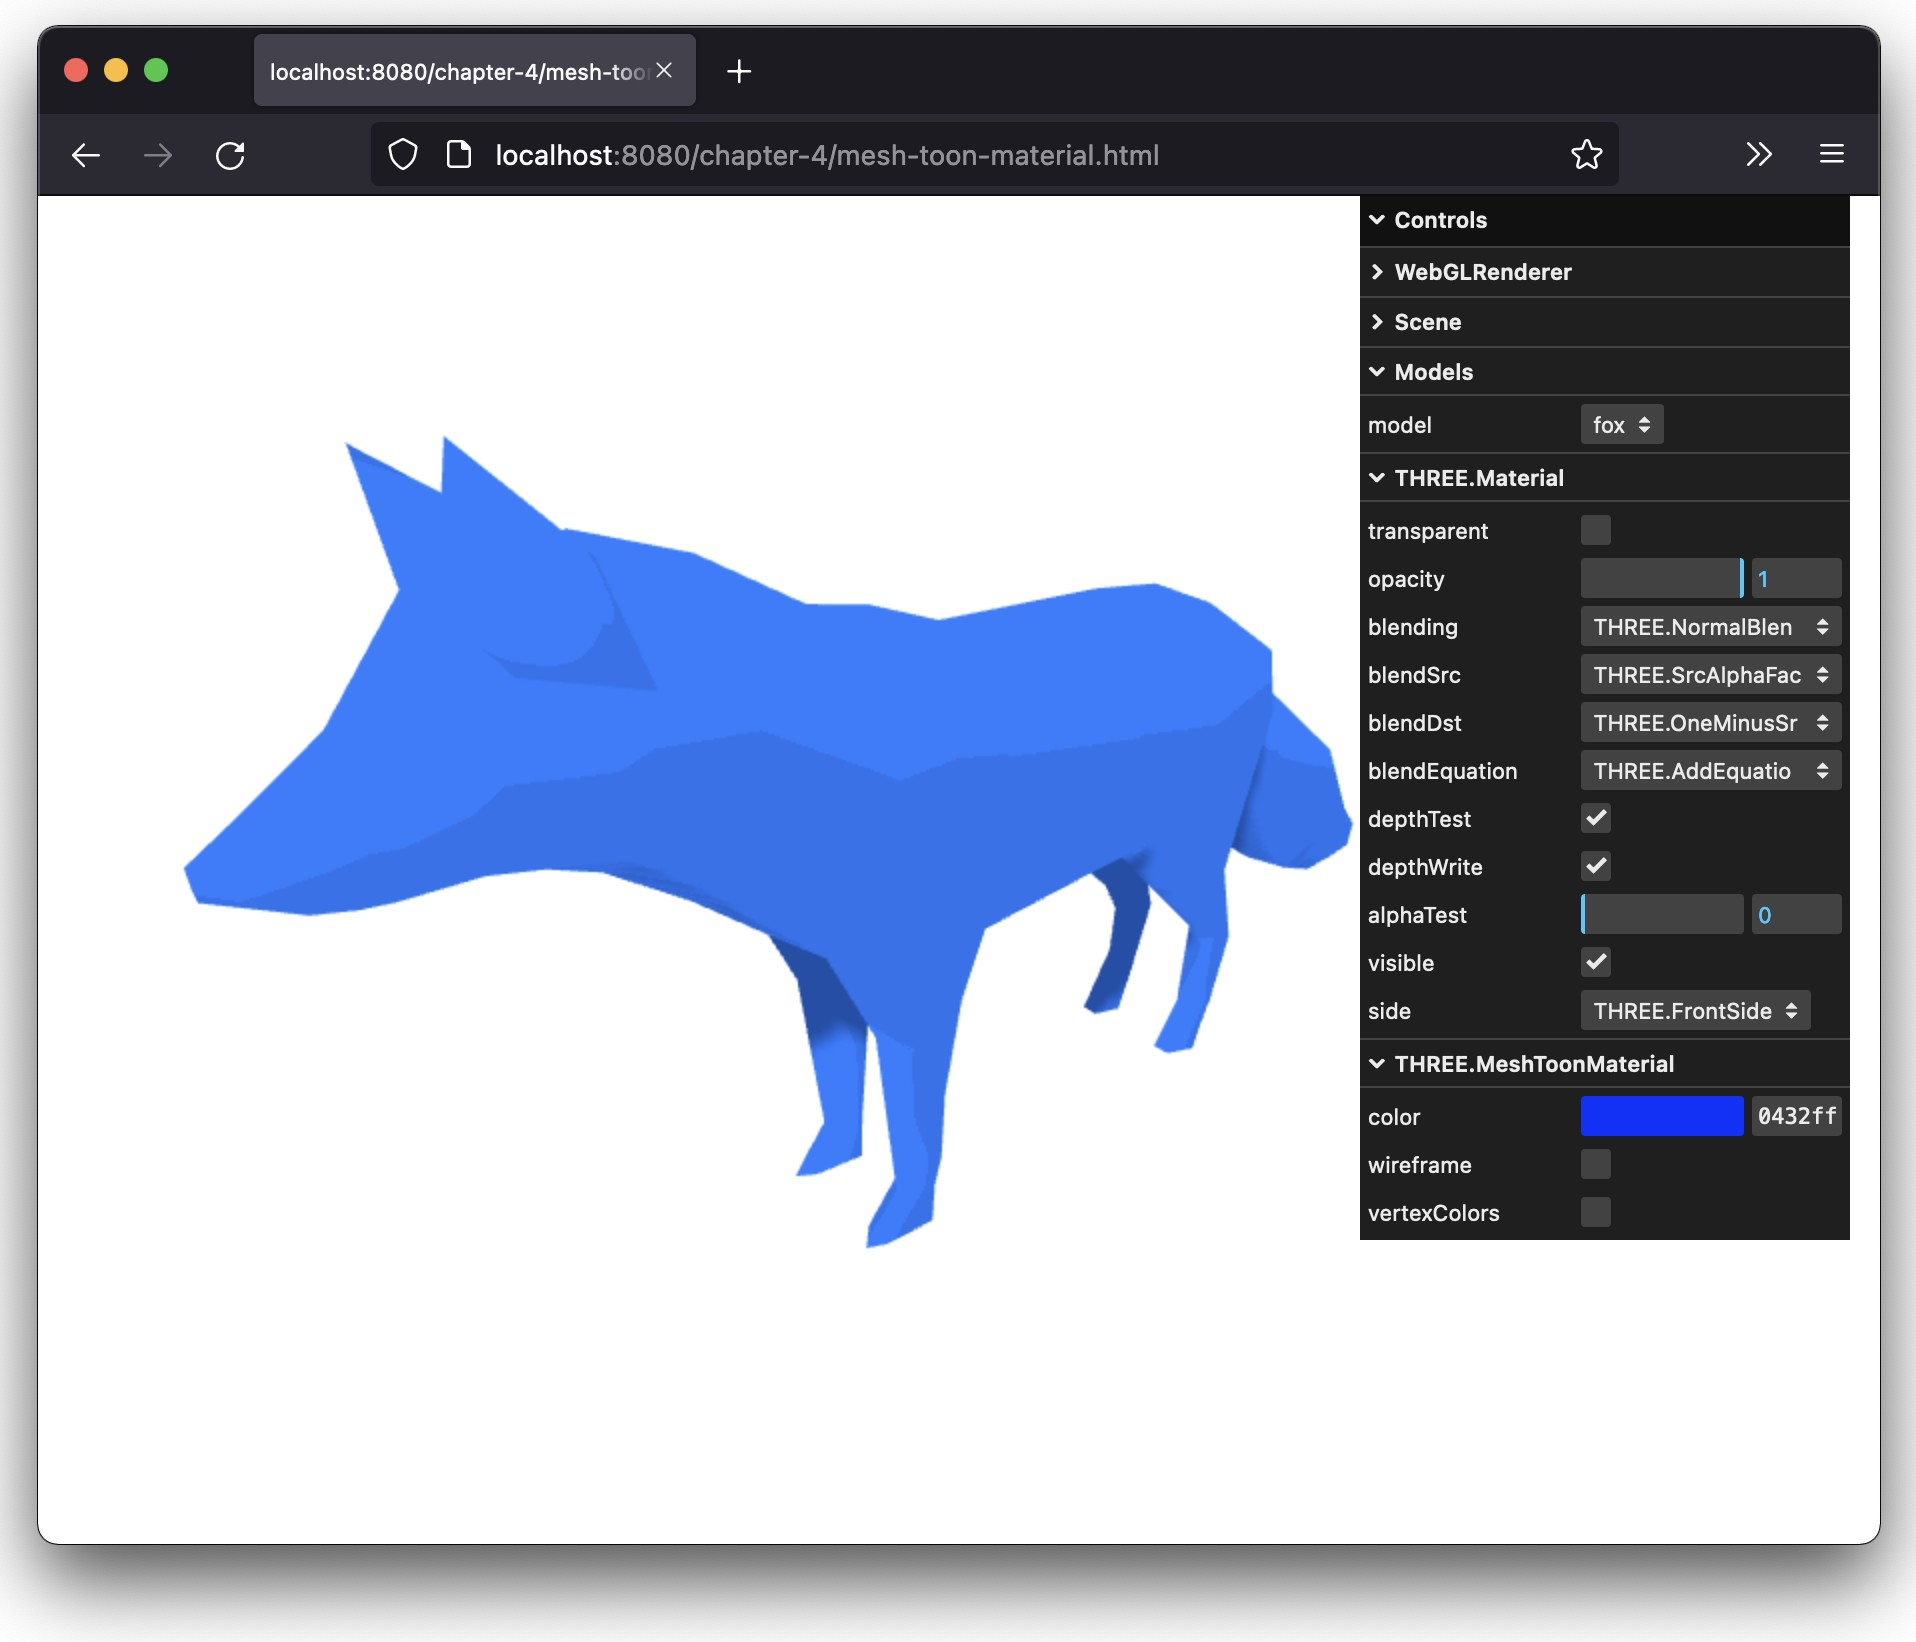 localhost:8080/chapter-4/mesh-too
localhost:8080/chapter-4/mesh-toon-material.html
Controls
WebGLRenderer
Scene
Models
model fox
THREE.Material
transparent
opacity 1
blending THREE.NormalBlen
blendSrc THREE.SrcAlphaFac
blendDst THREE.OneMinusSr
blendEquation THREE.AddEquatio
depthTest
depthWrite
alphaTest 0
visible
side THREE.FrontSide
THREE.MeshToonMaterial
color 0432ff
wireframe
vertexColors